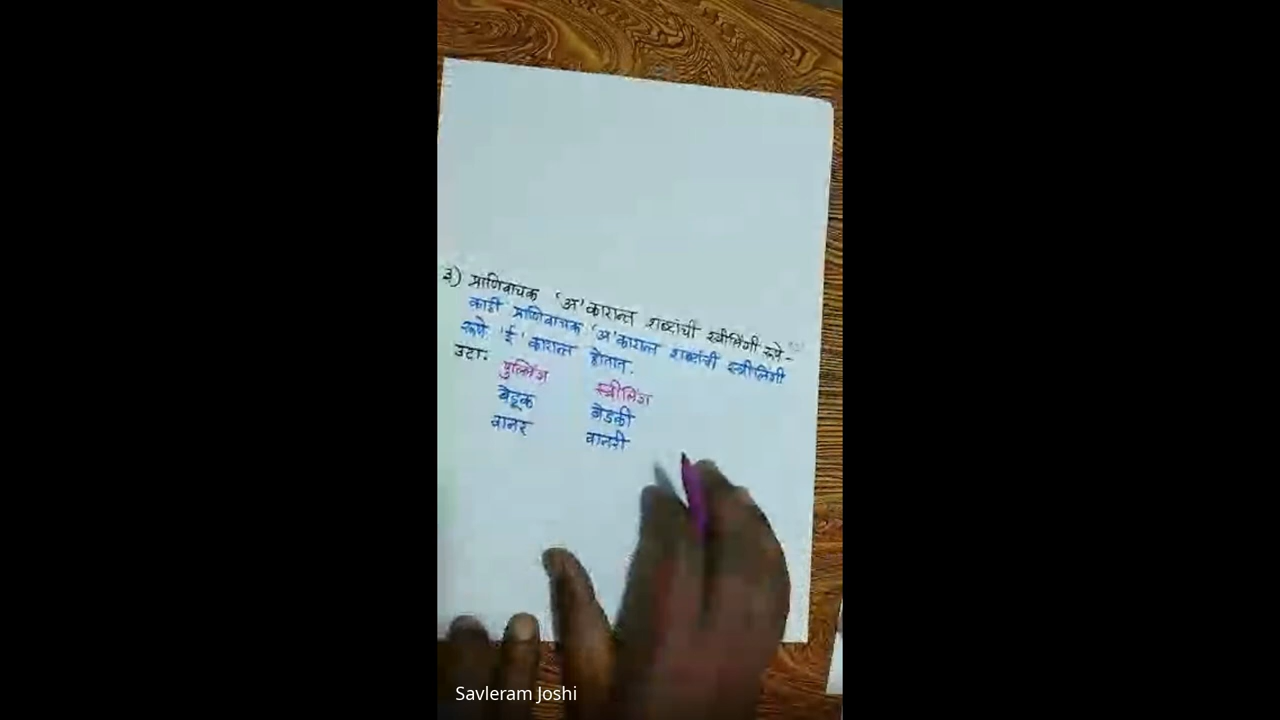 ३) प्राणिवाचक 'अ' कारान्त शब्दांची स्त्रीलिंगी रूपे-
काही प्राणिवाचक 'अ' कारान्त शब्दांची स्त्रीलिंगी
रूपे 'ई' कारान्त होतात.
उदा:
पुल्लिंग स्त्रीलिंग
बेडूक बेडकी
वानर वानरी
Savleram Joshi